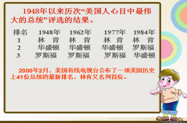 1948年以来历次“美国人心目中最伟
大的总统”评选的结果。
排名 1948年 1962年 1977年 1984年
1 林 肯 林 肯 林 肯 林 肯
2 华盛顿 华盛顿 华盛顿 罗斯福
3 罗斯福 罗斯福 罗斯福 华盛顿
2000年2月，美国有线电视公布了一项美国历史
上41位总统的最新排名，林肯又名列榜首。